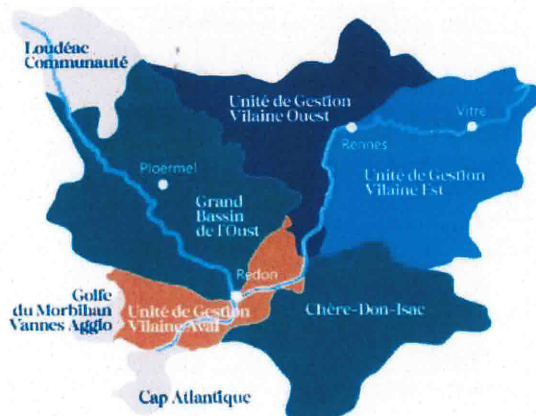 Loudéac
Communauté
Unité de Gestion
Vilaine Ouest
Vitré
Rennes
Ploermel
Unité de Gestion
Vilaine Est
Grand
Bassin
de l'Oust
Redon
Golfe
du Morbihan
Vannes Agglo
Unité de Gestion
Vilaine Aval
Chère-Don-Isac
Cap Atlantique